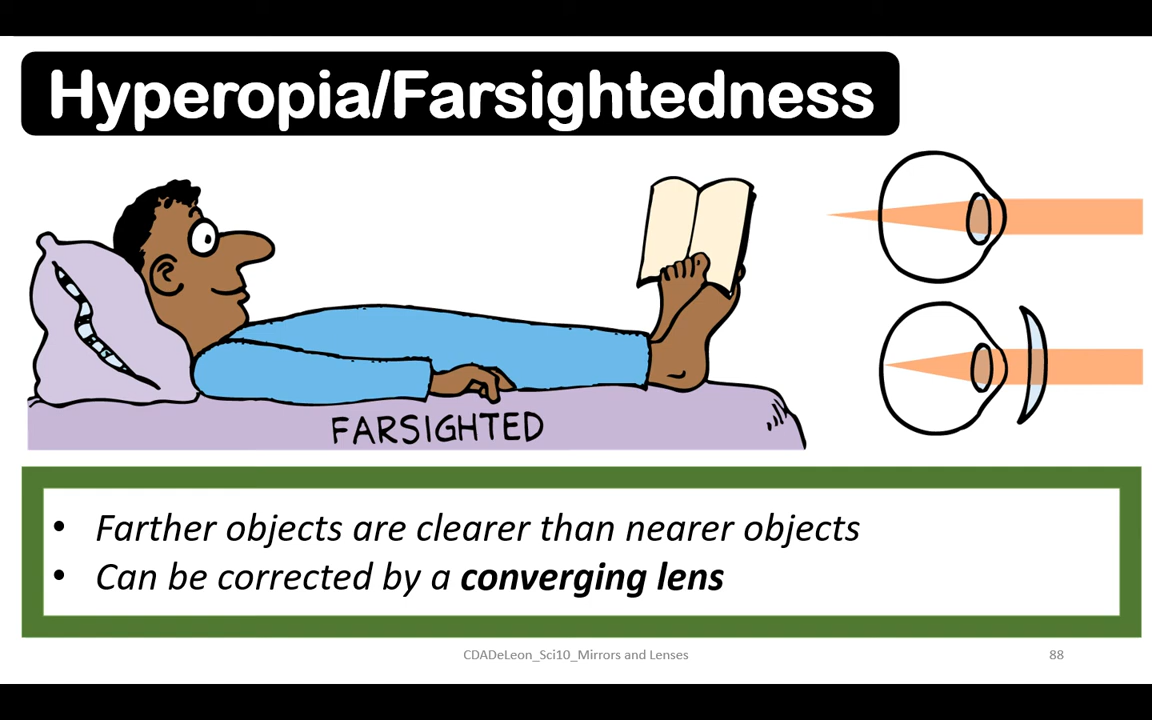 Hyperopia/Farsightedness
FARSIGHTED
• Farther objects are clearer than nearer objects
• Can be corrected by a converging lens
CDADeLeon_Sci10_Mirrors and Lenses
88